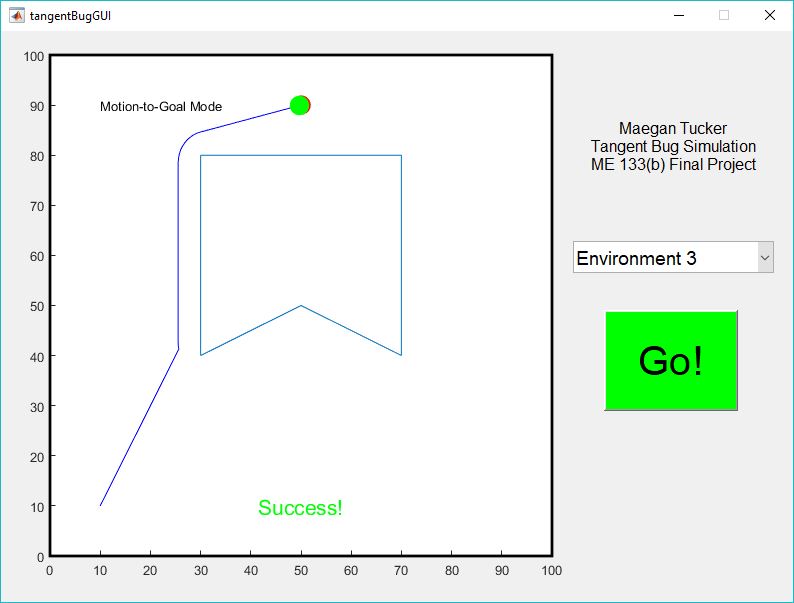 tangentBugGUI
100
90
80
70
60
50
40
30
20
10
0
0 10 20 30 40 50 60 70 80 90 100
Motion-to-Goal Mode
Success!
Maegan Tucker
Tangent Bug Simulation
ME 133(b) Final Project
Environment 3
Go!